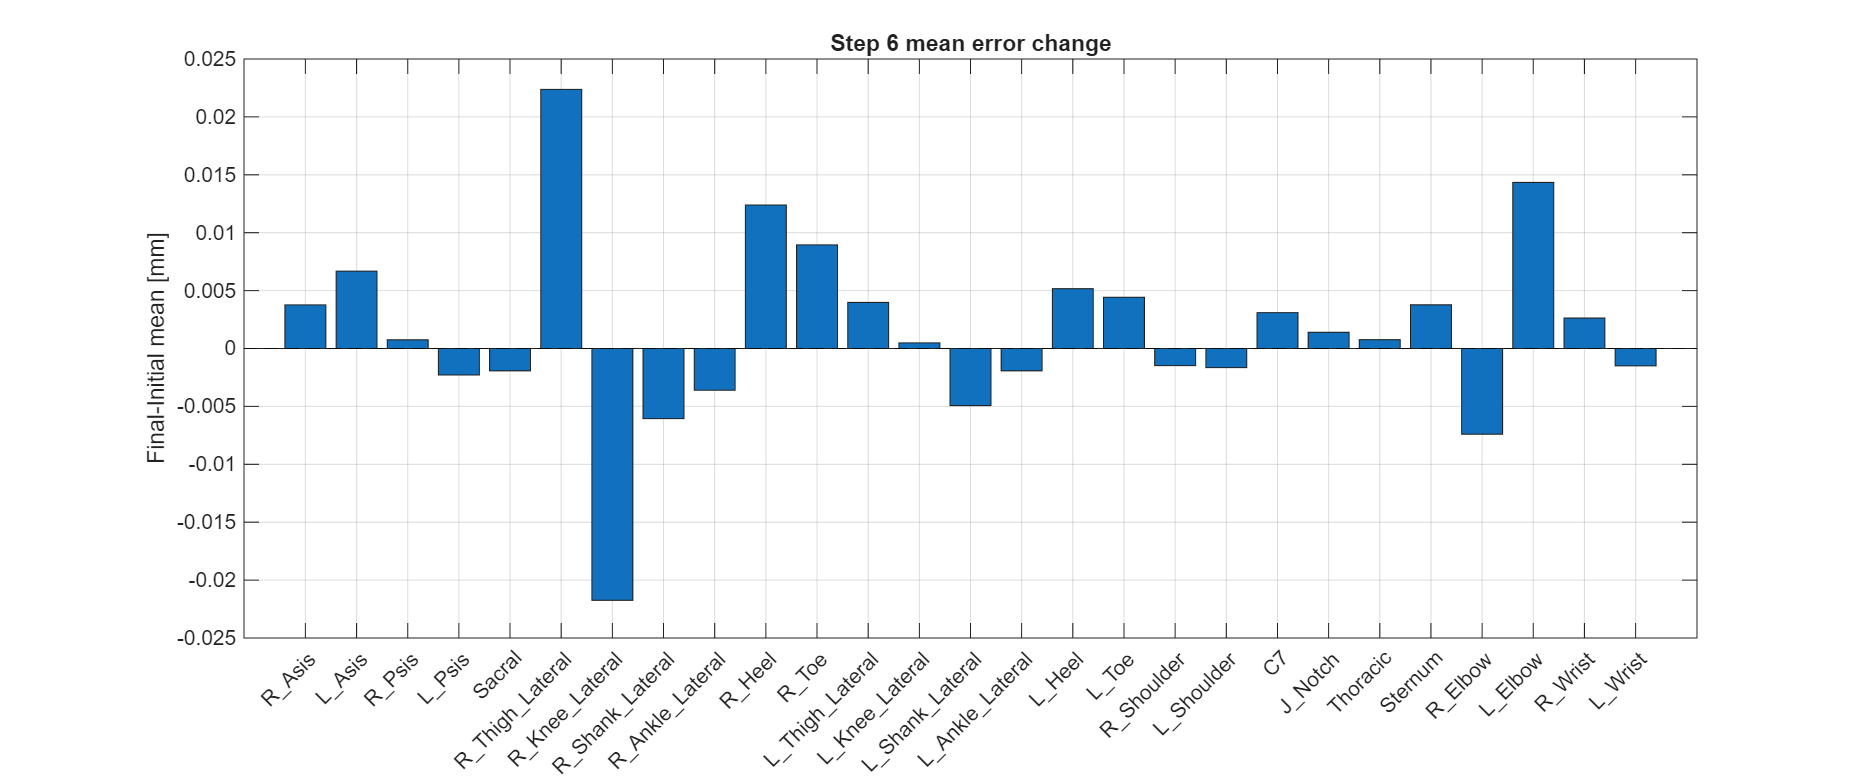 Step 6 mean error change
Final-Initial mean [mm]
0.025
0.02
0.015
0.01
0.005
0
-0.005
-0.01
-0.015
-0.02
-0.025
R_Asis
L_Asis
R_Psis
L_Psis
Sacral
R_Thigh_Lateral
R_Knee_Lateral
R_Shank_Lateral
R_Ankle_Lateral
R_Heel
R_Toe
L_Thigh_Lateral
L_Knee_Lateral
L_Shank_Lateral
L_Ankle_Lateral
L_Heel
L_Toe
R_Shoulder
L_Shoulder
C7
J_Notch
Thoracic
Sternum
R_Elbow
L_Elbow
R_Wrist
L_Wrist